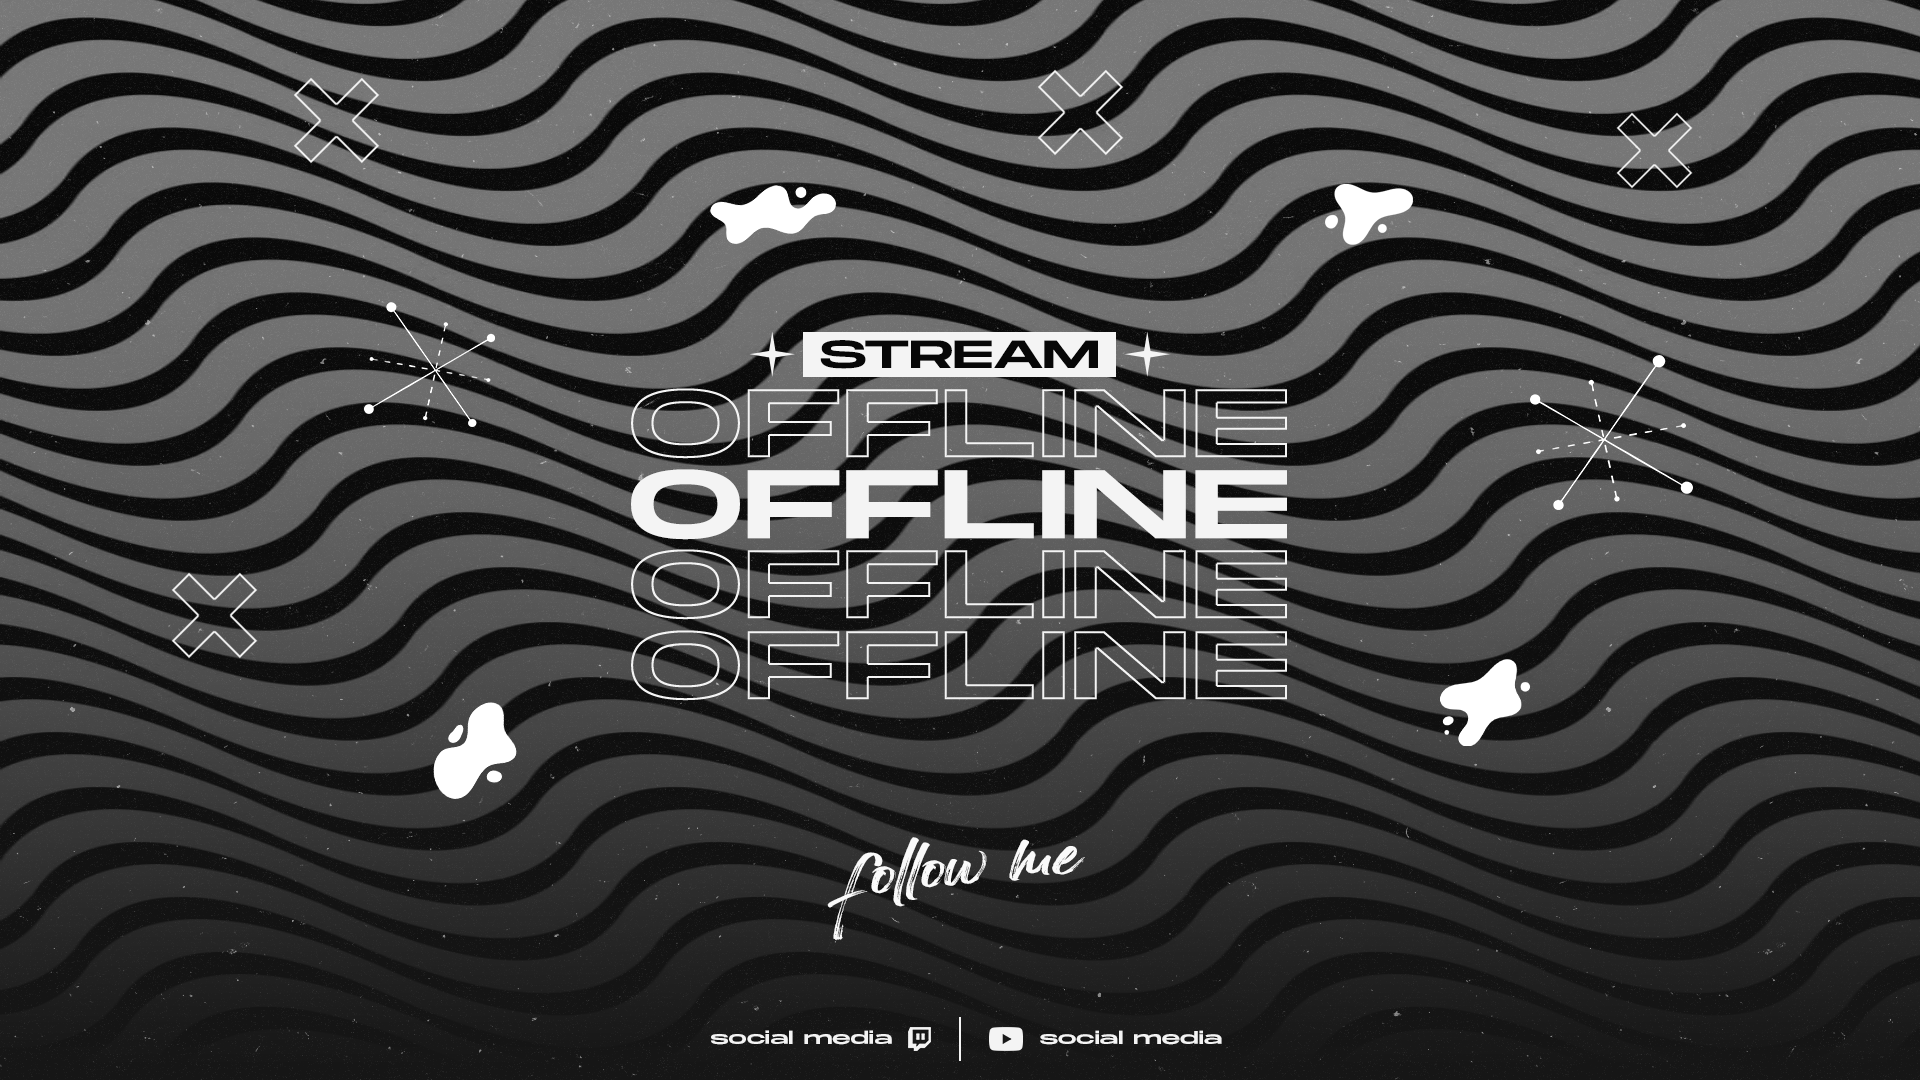 STREAM
OFFLINE
OFFLINE
OFFLINE
OFFLINE
follow me
social media social media